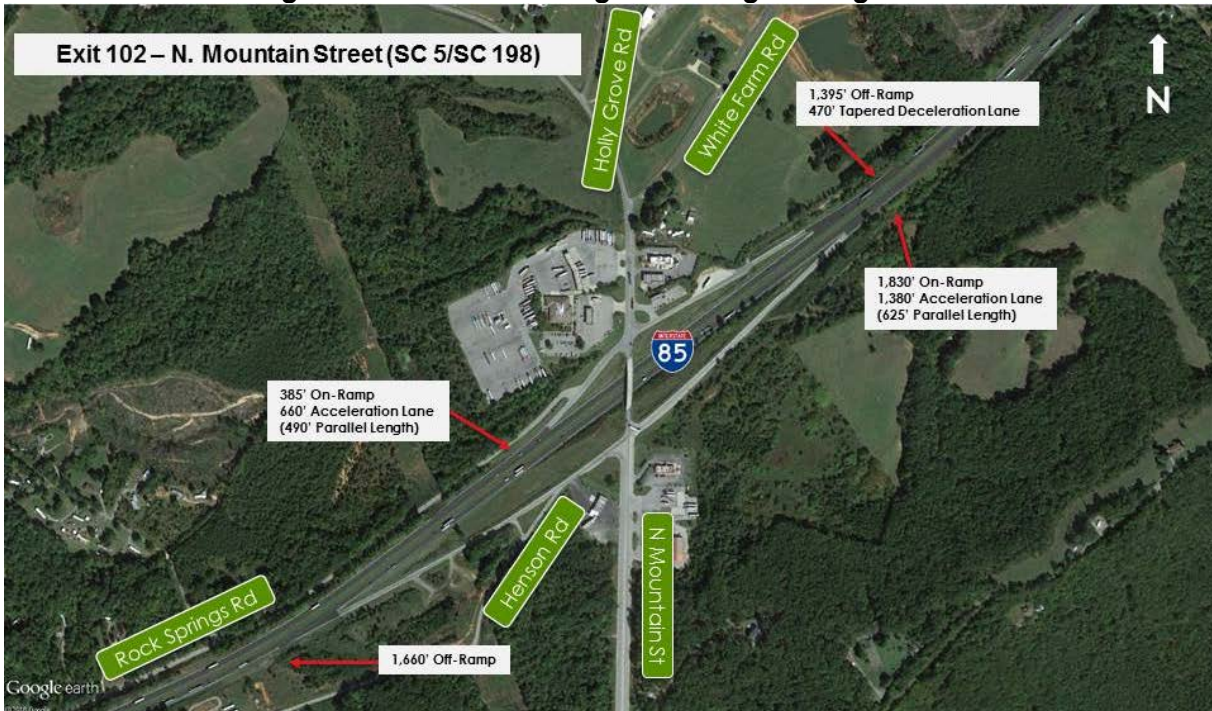 Exit 102 – N. Mountain Street (SC 5/SC 198)
Holly Grove Rd
White Farm Rd
N
1,395' Off-Ramp
470' Tapered Deceleration Lane
1,830' On-Ramp
1,380' Acceleration Lane
(625' Parallel Length)
INTERSTATE
85
385' On-Ramp
660' Acceleration Lane
(490' Parallel Length)
Henson Rd
N Mountain St
Rock Springs Rd
1,660' Off-Ramp
Google earth